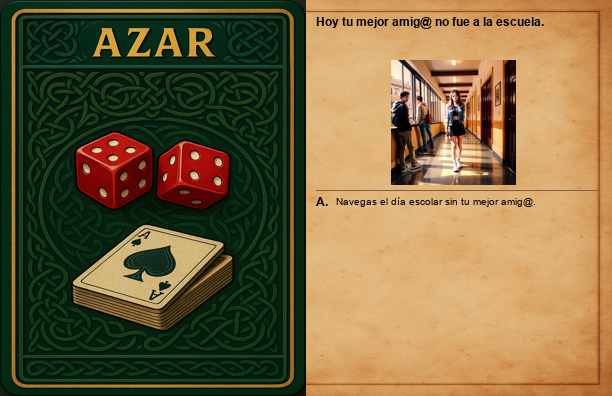 AZAR
A
A
Hoy tu mejor amig@ no fue a la escuela.
A. Navegas el día escolar sin tu mejor amig@.